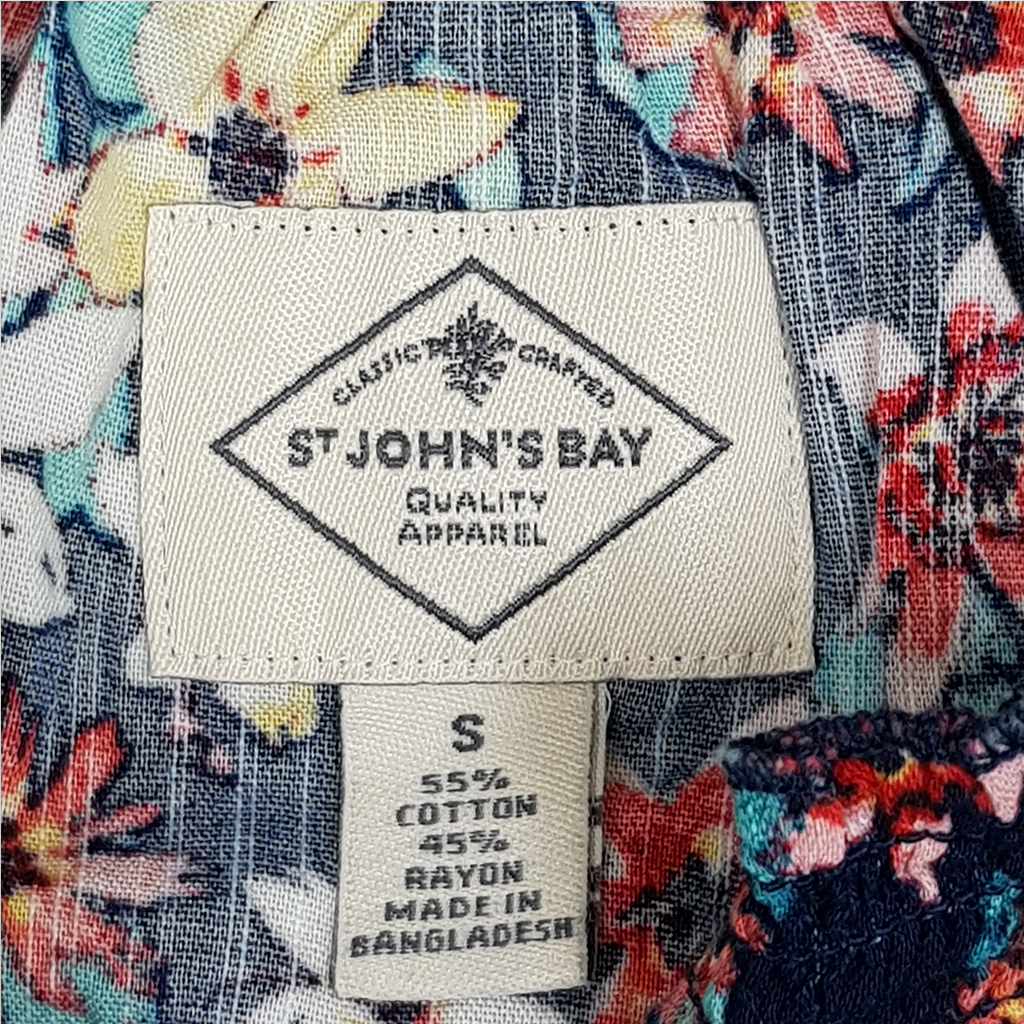 CLASSIC CRAFTED
ST JOHN'S BAY
QUALITY
APPAREL
S
55%
COTTON
45%
RAYON
MADE IN
BANGLADESH